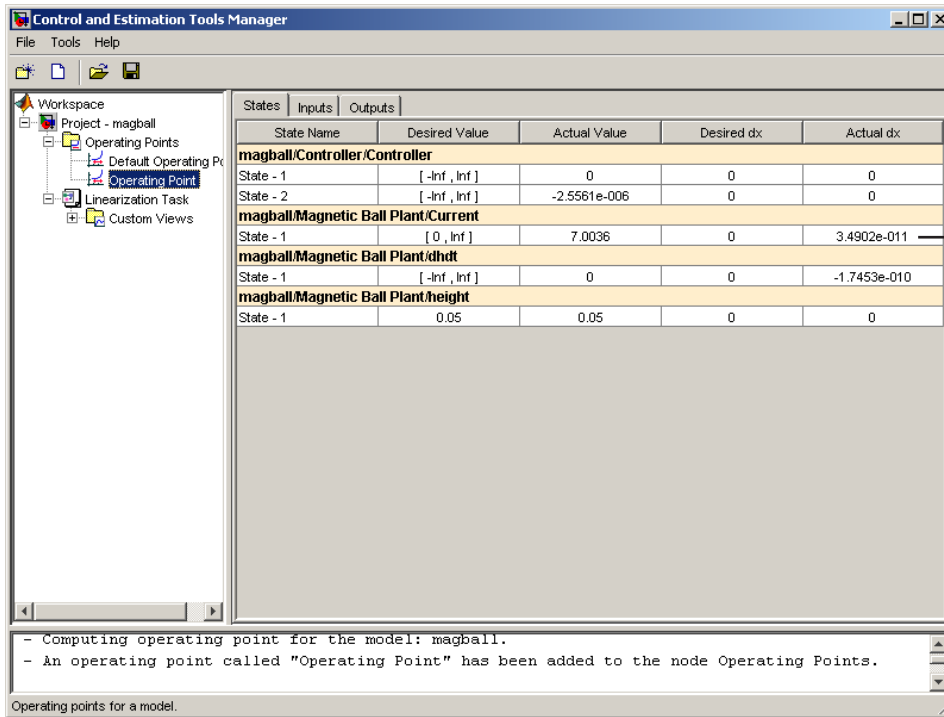 Control and Estimation Tools Manager
File Tools Help
Workspace
Project - magball
Operating Points
Default Operating Po
Operating Point
Linearization Task
Custom Views
States Inputs Outputs
State Name Desired Value Actual Value Desired dx Actual dx
magball/Controller/Controller
State - 1 [ -Inf , Inf ] 0 0 0
State - 2 [ -Inf , Inf ] -2.5561e-006 0 0
magball/Magnetic Ball Plant/Current
State - 1 [ 0 , Inf ] 7.0036 0 3.4902e-011
magball/Magnetic Ball Plant/dhdt
State - 1 [ -Inf , Inf ] 0 0 -1.7453e-010
magball/Magnetic Ball Plant/height
State - 1 0.05 0.05 0 0
- Computing operating point for the model: magball.
- An operating point called "Operating Point" has been added to the node Operating Points.
Operating points for a model.